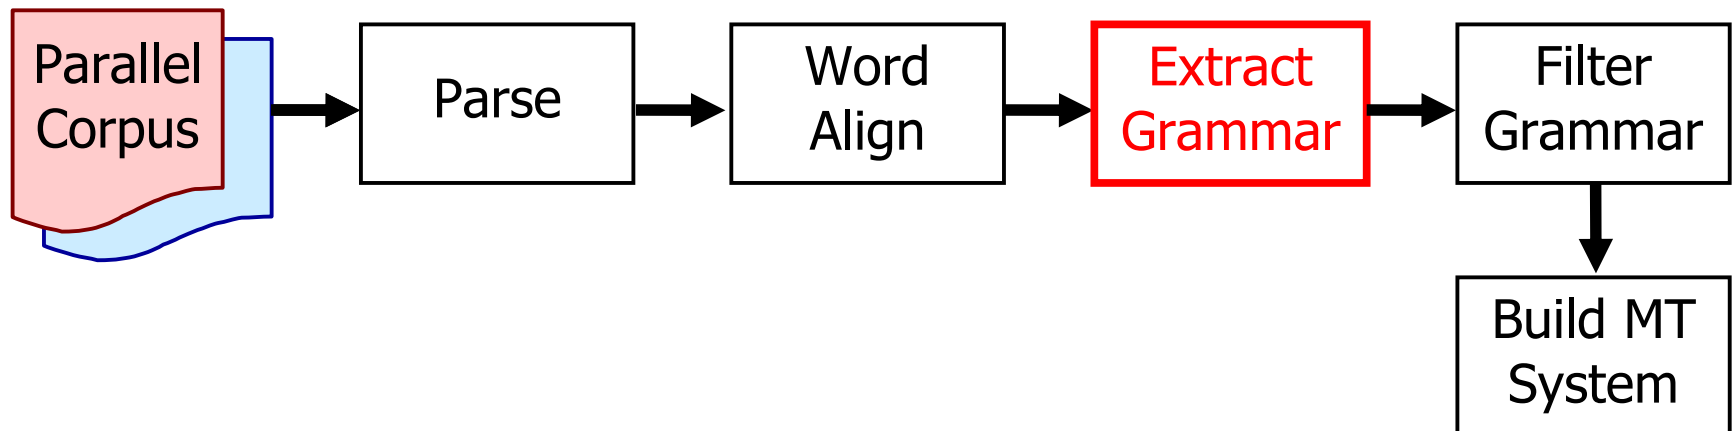 Parallel
Corpus
Parse
Word
Align
Extract
Grammar
Filter
Grammar
Build MT
System